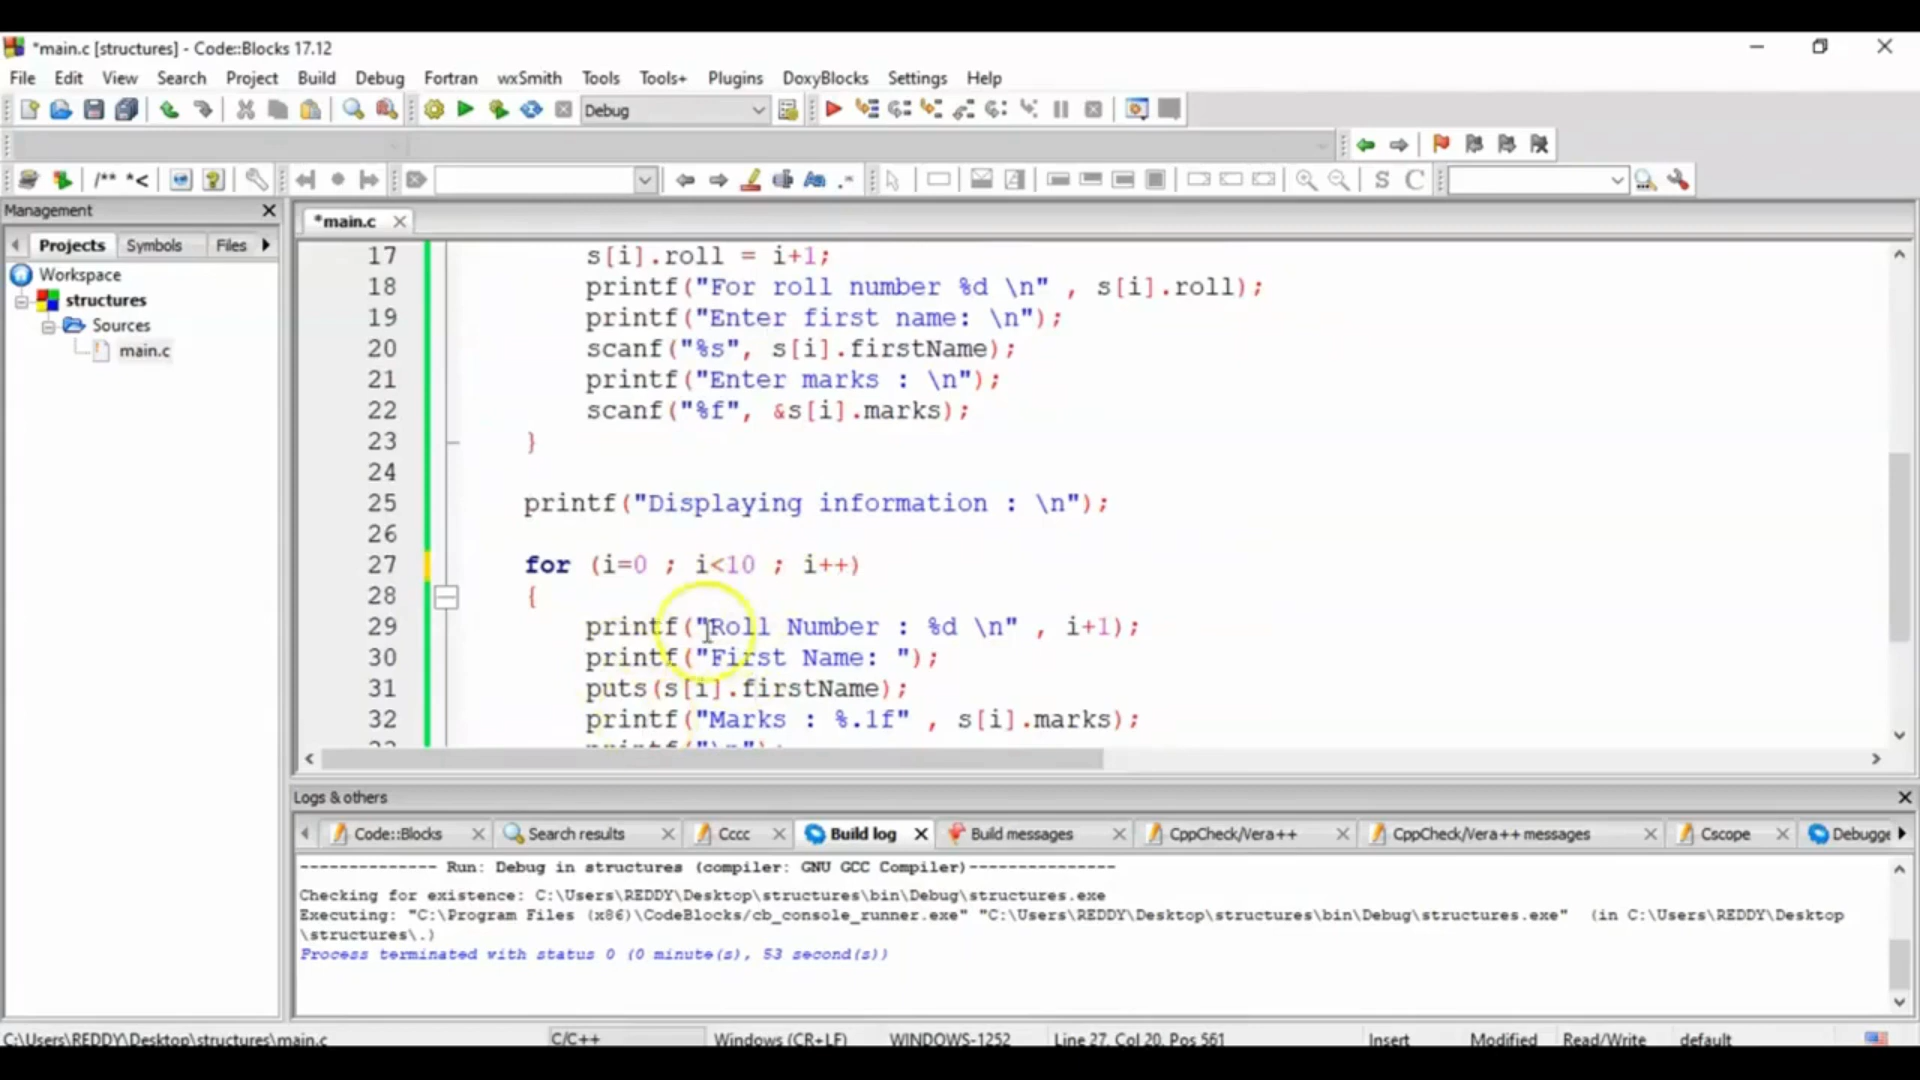 *main.c [structures] - Code::Blocks 17.12
File Edit View Search Project Build Debug Fortran wxSmith Tools Tools+ Plugins DoxyBlocks Settings Help
Debug
/** *<
S C
Management
Projects Symbols Files
*main.c
Workspace
structures
Sources
main.c
17 s[i].roll = i+1;
18 printf("For roll number %d \n" , s[i].roll);
19 printf("Enter first name: \n");
20 scanf("%s", s[i].firstName);
21 printf("Enter marks : \n");
22 scanf("%f", &s[i].marks);
23 }
24
25 printf("Displaying information : \n");
26
27 for (i=0 ; i<10 ; i++)
28 {
29 printf("Roll Number : %d \n" , i+1);
30 printf("First Name: ");
31 puts(s[i].firstName);
32 printf("Marks : %.1f" , s[i].marks);
Logs & others
Code::Blocks Search results Cccc Build log Build messages CppCheck/Vera++ CppCheck/Vera++ messages Cscope Debugge
-------------- Run: Debug in structures (compiler: GNU GCC Compiler)---------------
Checking for existence: C:\Users\REDDY\Desktop\structures\bin\Debug\structures.exe
Executing: "C:\Program Files (x86)\CodeBlocks/cb_console_runner.exe" "C:\Users\REDDY\Desktop\structures\bin\Debug\structures.exe" (in C:\Users\REDDY\Desktop
\structures\.)
Process terminated with status 0 (0 minute(s), 53 second(s))
C:\Users\REDDY\Desktop\structures\main.c C/C++ Windows (CR+LF) WINDOWS-1252 Line 27, Col 20, Pos 561 Insert Modified Read/Write default